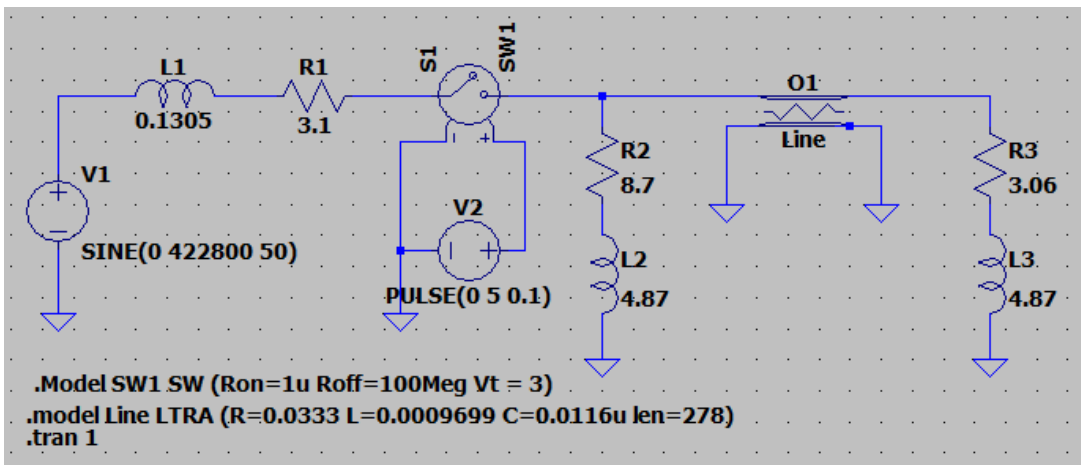 L1
0.1305
R1
3.1
S1
SW1
O1
Line
V1
SINE(0 422800 50)
V2
PULSE(0 5 0.1)
R2
8.7
L2
4.87
R3
3.06
L3
4.87
.Model SW1 SW (Ron=1u Roff=100Meg Vt = 3)
.model Line LTRA (R=0.0333 L=0.0009699 C=0.0116u len=278)
.tran 1